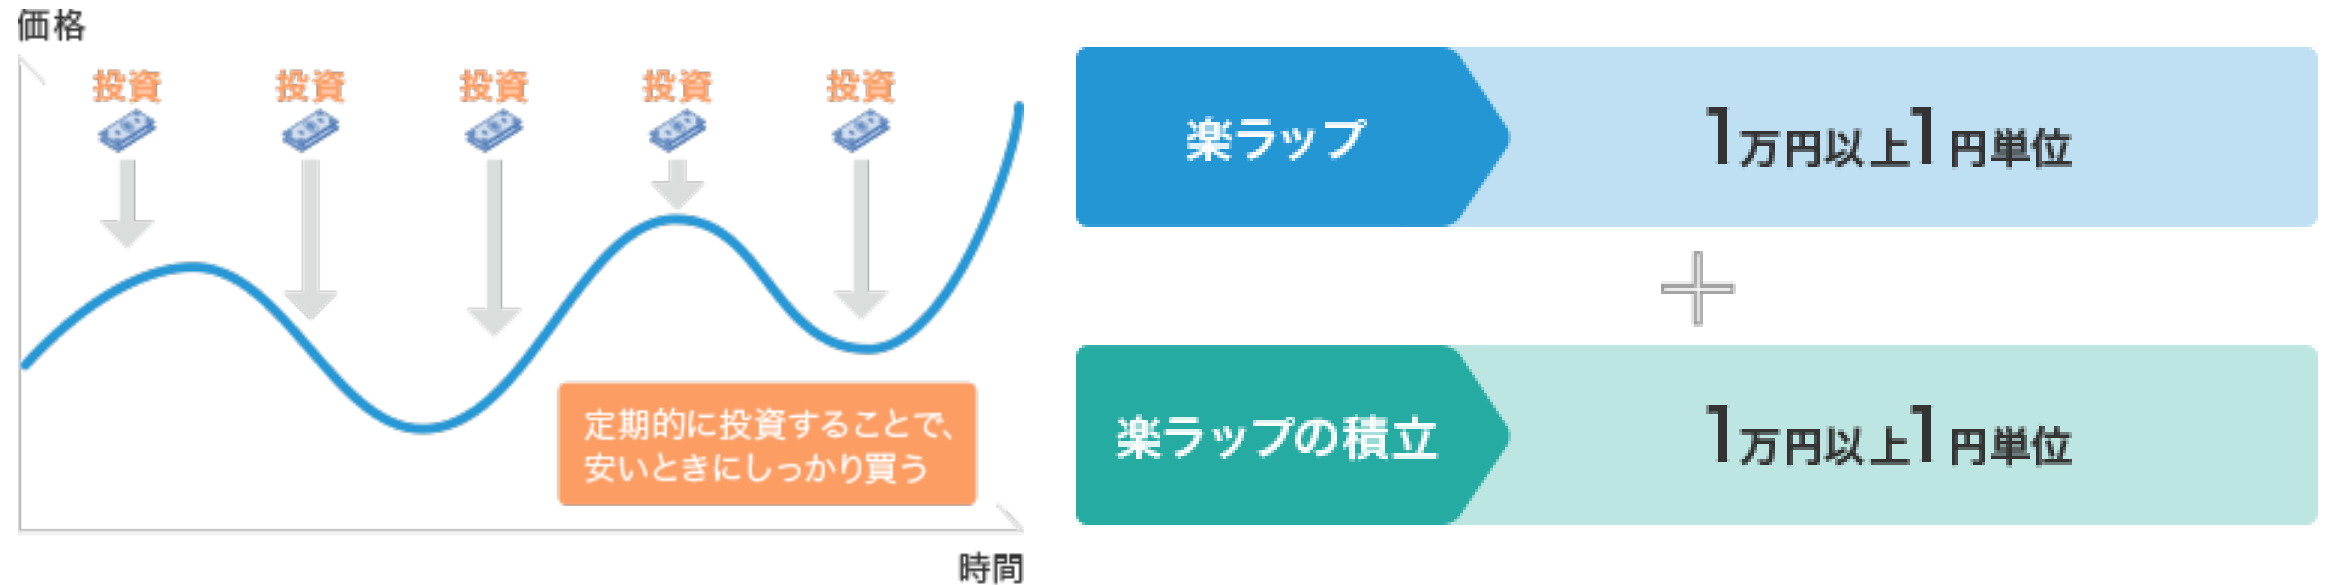 価格
投資
投資
投資
投資
投資
定期的に投資することで、
安いときにしっかり買う
時間
楽ラップ
1万円以上1円単位
楽ラップの積立
1万円以上1円単位